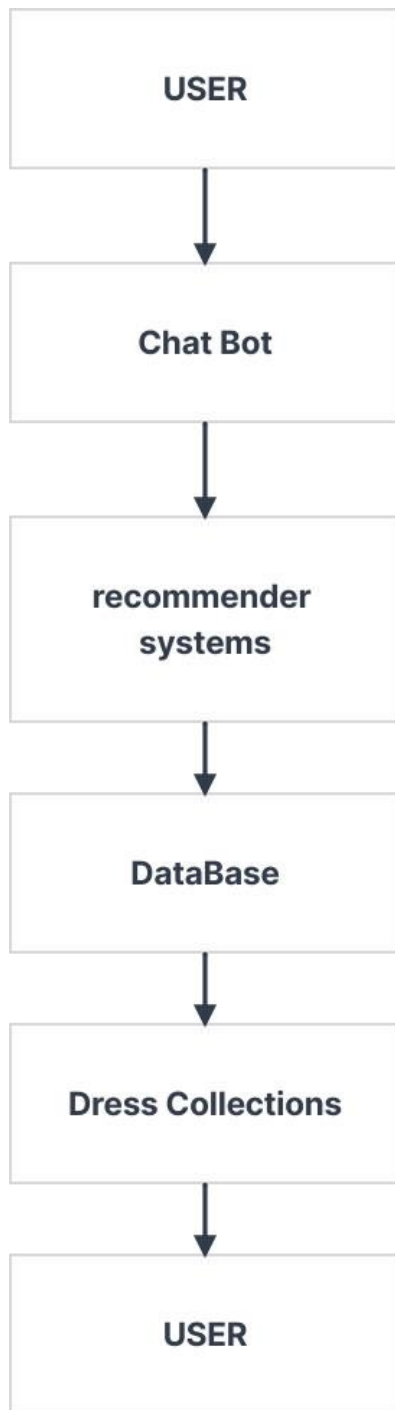 USER
Chat Bot
recommender
systems
DataBase
Dress Collections
USER